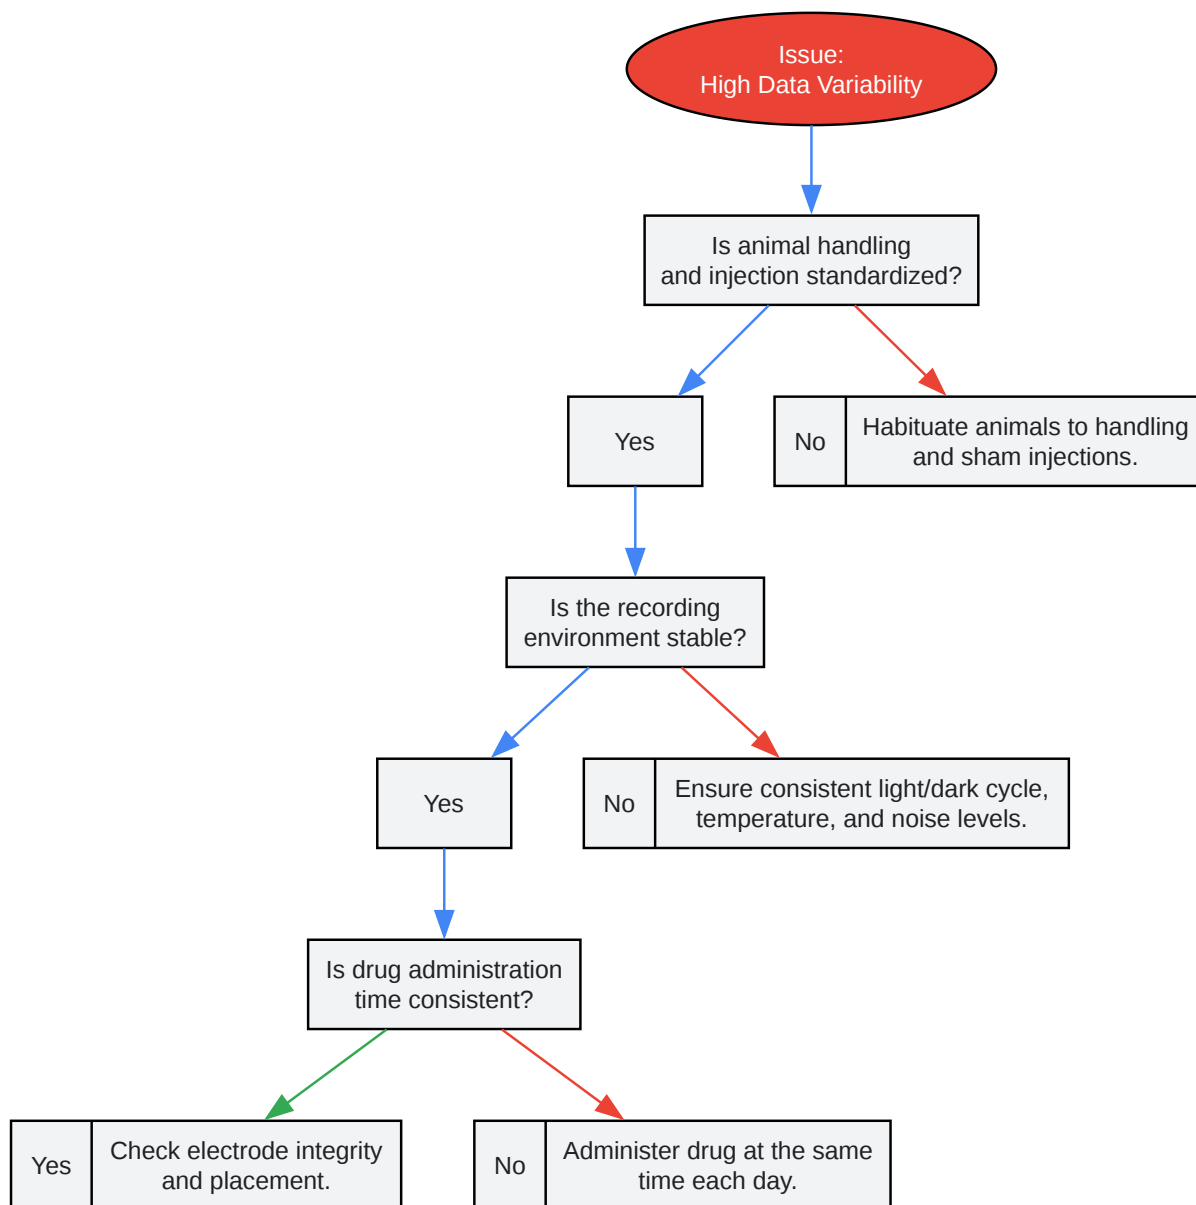 Issue:
High Data Variability
Is animal handling
and injection standardized?
Yes
No
Habituate animals to handling
and sham injections.
Is the recording
environment stable?
Yes
No
Ensure consistent light/dark cycle,
temperature, and noise levels.
Is drug administration
time consistent?
Yes
Check electrode integrity
and placement.
No
Administer drug at the same
time each day.